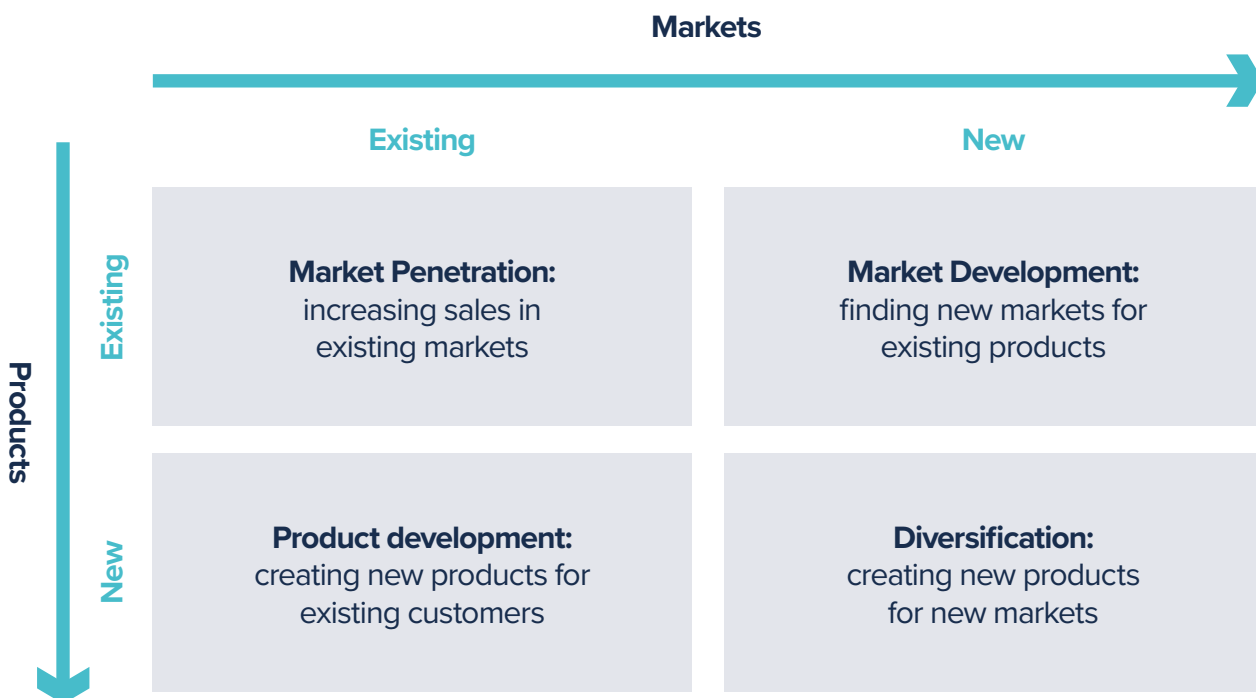 Markets
Existing
New
Products
Existing
Market Penetration:
increasing sales in
existing markets
Market Development:
finding new markets for
existing products
New
Product development:
creating new products for
existing customers
Diversification:
creating new products
for new markets